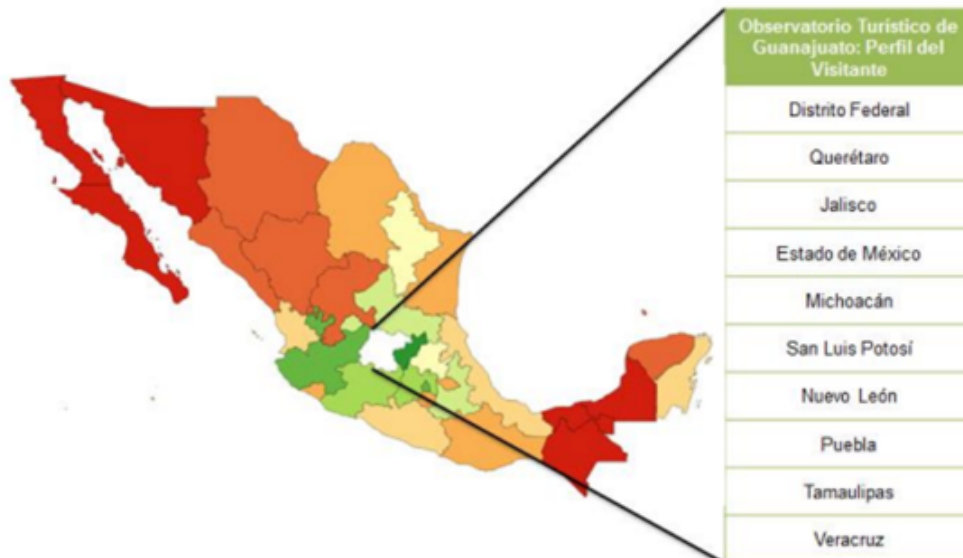 Observatorio Turístico de
Guanajuato: Perfil del
Visitante
Distrito Federal
Querétaro
Jalisco
Estado de México
Michoacán
San Luis Potosí
Nuevo León
Puebla
Tamaulipas
Veracruz